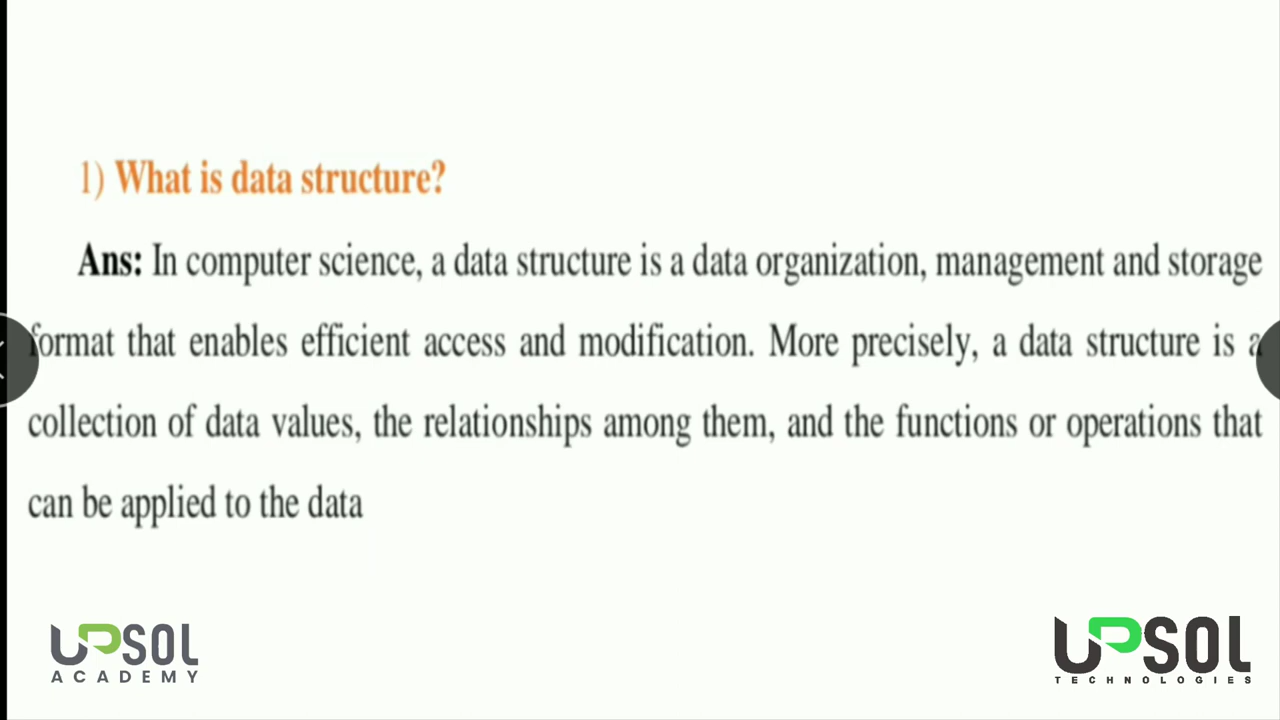 1) What is data structure?
Ans: In computer science, a data structure is a data organization, management and storage
format that enables efficient access and modification. More precisely, a data structure is a
collection of data values, the relationships among them, and the functions or operations that
can be applied to the data
UPSOL
ACADEMY
UPSOL
TECHNOLOGIES